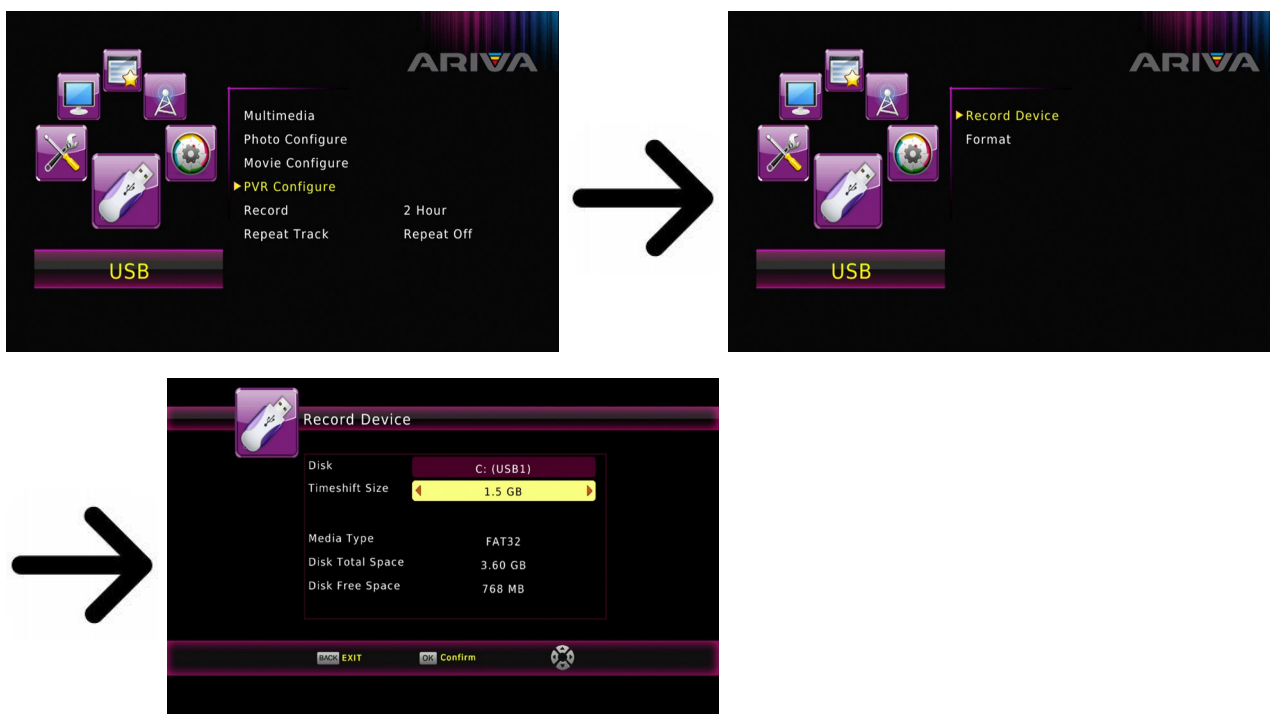 ARIVA
Multimedia
Photo Configure
Movie Configure
PVR Configure
Record 2 Hour
Repeat Track Repeat Off
USB
ARIVA
Record Device
Format
USB
Record Device
Disk C: (USB1)
Timeshift Size 1.5 GB
Media Type FAT32
Disk Total Space 3.60 GB
Disk Free Space 768 MB
BACK EXIT OK Confirm